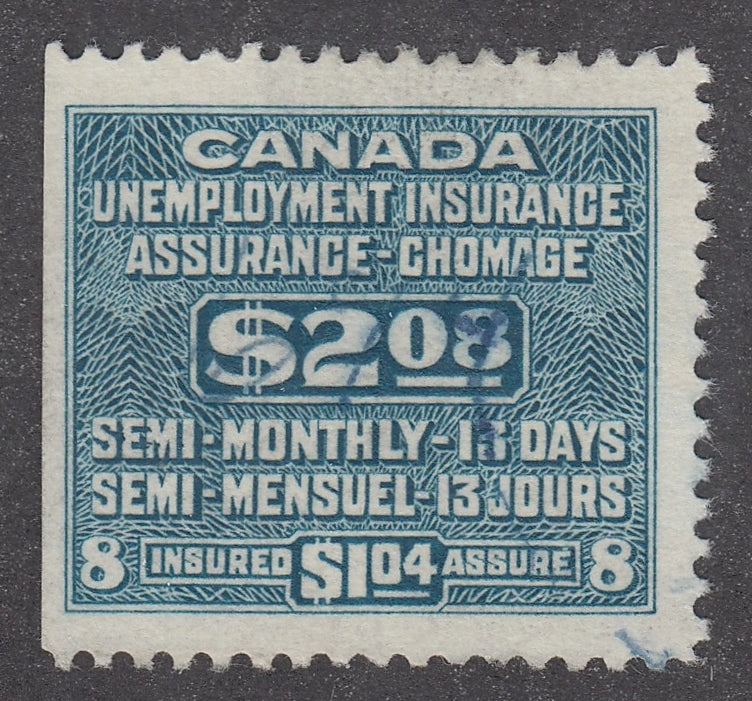 CANADA
UNEMPLOYMENT INSURANCE
ASSURANCE-CHOMAGE
$2.08
SEMI-MONTHLY-13 DAYS
SEMI-MENSUEL-13 JOURS
8 INSURED $1.04 ASSURÉ 8